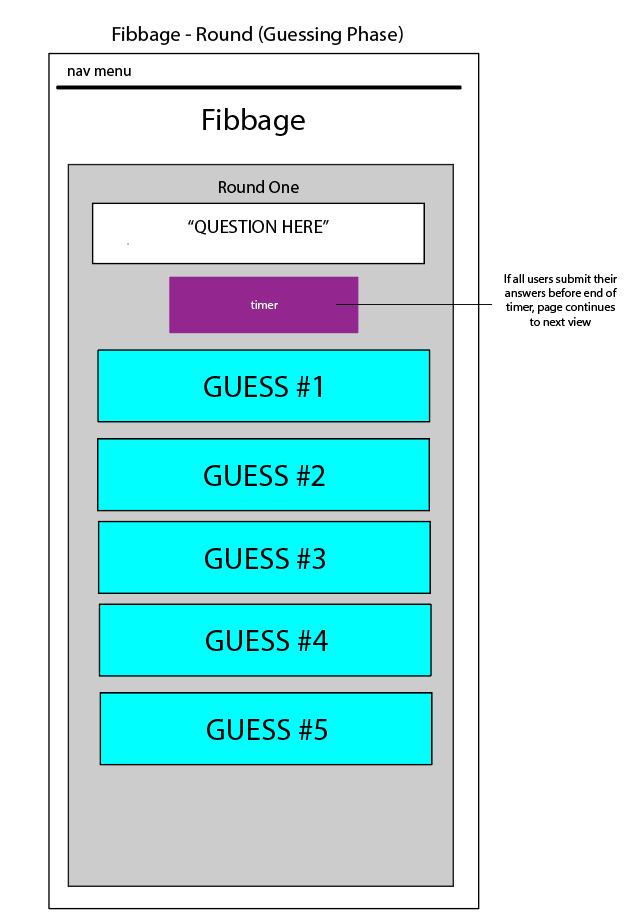 Fibbage - Round (Guessing Phase)
nav menu
Fibbage
Round One
“QUESTION HERE”
timer
If all users submit their
answers before end of
timer, page continues
to next view
GUESS #1
GUESS #2
GUESS #3
GUESS #4
GUESS #5